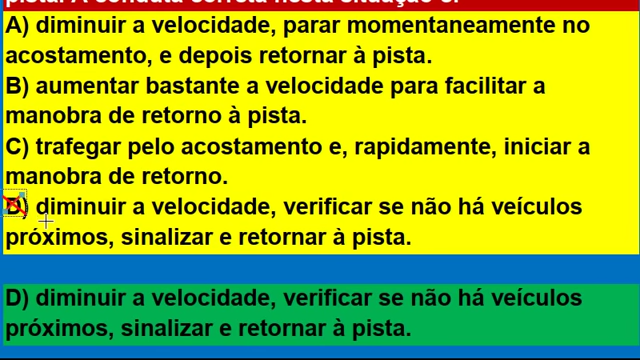 pista. A conduta correta nesta situação é:
A) diminuir a velocidade, parar momentaneamente no
acostamento, e depois retornar à pista.
B) aumentar bastante a velocidade para facilitar a
manobra de retorno à pista.
C) trafegar pelo acostamento e, rapidamente, iniciar a
manobra de retorno.
D) diminuir a velocidade, verificar se não há veículos
próximos, sinalizar e retornar à pista.
D) diminuir a velocidade, verificar se não há veículos
próximos, sinalizar e retornar à pista.